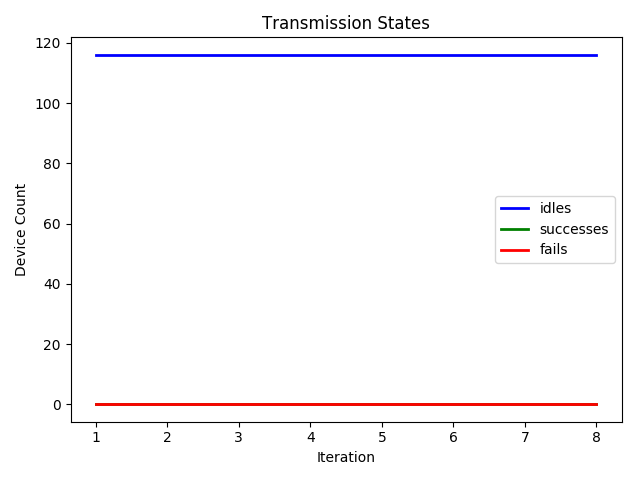 Transmission States
120
100
80
60
40
20
0
Device Count
idles
successes
fails
1 2 3 4 5 6 7 8
Iteration